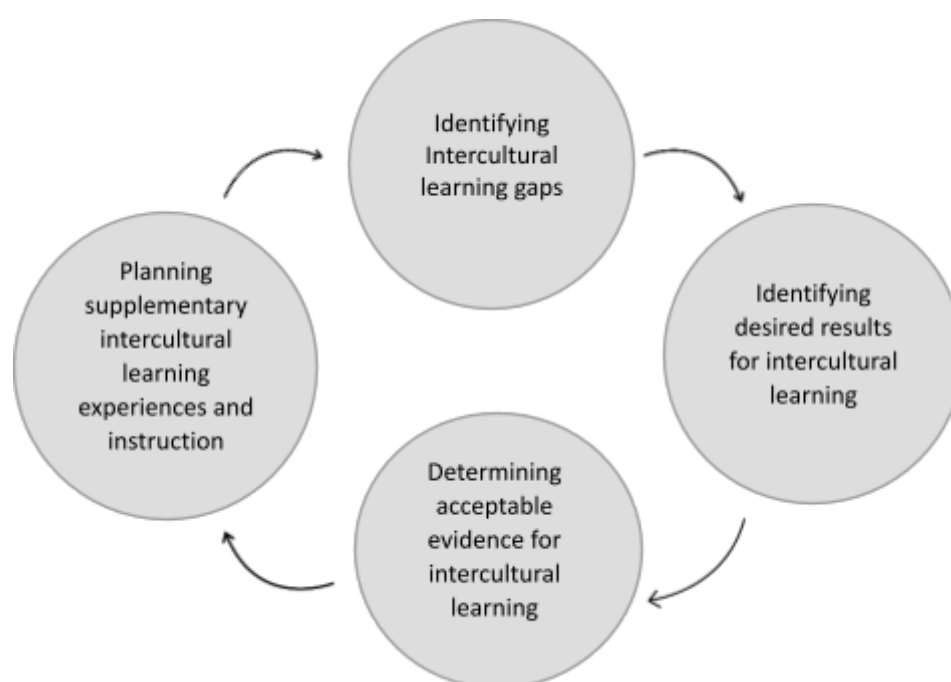 Identifying
Intercultural
learning gaps
Identifying
desired results
for intercultural
learning
Determining
acceptable
evidence for
intercultural
learning
Planning
supplementary
intercultural
learning
experiences and
instruction